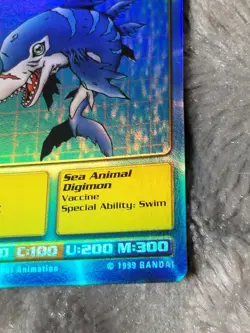 Sea Animal
Digimon
Vaccine
Special Ability: Swim
C:100 U:200 M:300
Animation © 1999 BANDAI